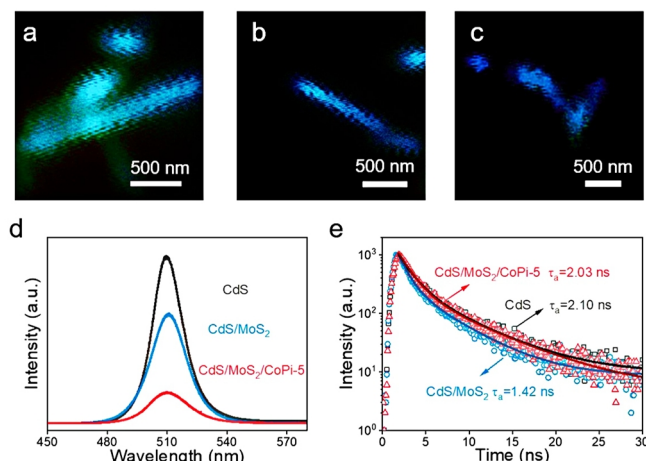 a
b
c
500 nm
500 nm
500 nm
d
CdS
CdS/MoS₂
CdS/MoS₂/CoPi-5
Intensity (a.u.)
450 480 510 540 570
Wavelength (nm)
e
10³
10²
10¹
10⁰
CdS/MoS₂/CoPi-5 τₐ=2.03 ns
CdS τₐ=2.10 ns
CdS/MoS₂ τₐ=1.42 ns
Intensity (a.u.)
0 5 10 15 20 25 30
Time (ns)